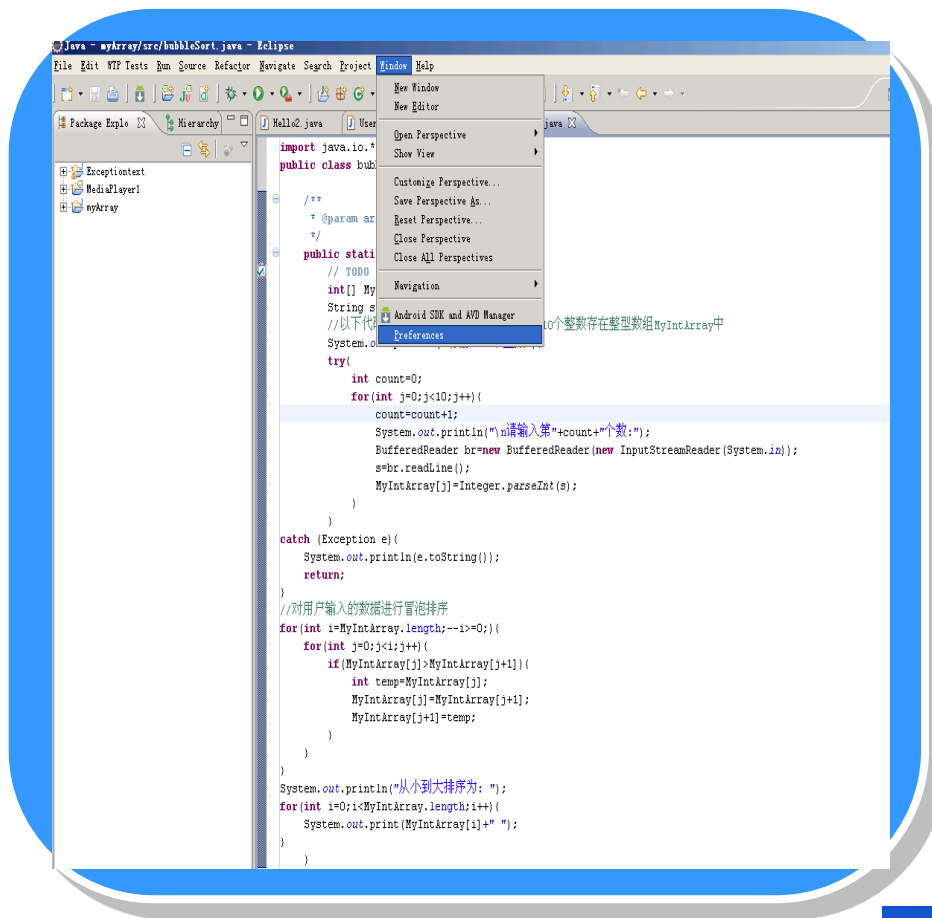 Java - myArray/src/bubbleSort.java - Eclipse
File Edit WTP Tests Run Source Refactor Navigate Search Project Window Help
New Window
New Editor
Open Perspective
Show View
Customize Perspective...
Save Perspective As...
Reset Perspective...
Close Perspective
Close All Perspectives
Navigation
Android SDK and AVD Manager
Preferences
Package Explo Hierarchy
Exceptiontext
MediaPlayer1
myArray
Hello2.java User java
import java.io.*
public class bubb
/**
* @param ar
*/
public stati
// TODO
int[] My
String s
//以下代 10个整数存在整型数组MyIntArray中
System.o
try{
int count=0;
for(int j=0;j<10;j++){
count=count+1;
System.out.println("\n请输入第"+count+"个数:");
BufferedReader br=new BufferedReader(new InputStreamReader(System.in));
s=br.readLine();
MyIntArray[j]=Integer.parseInt(s);
}
}
catch (Exception e){
System.out.println(e.toString());
return;
}
//对用户输入的数据进行冒泡排序
for(int i=MyIntArray.length;--i>=0;){
for(int j=0;j<i;j++){
if(MyIntArray[j]>MyIntArray[j+1]){
int temp=MyIntArray[j];
MyIntArray[j]=MyIntArray[j+1];
MyIntArray[j+1]=temp;
}
}
}
System.out.println("从小到大排序为: ");
for(int i=0;i<MyIntArray.length;i++){
System.out.print(MyIntArray[i]+" ");
}
}